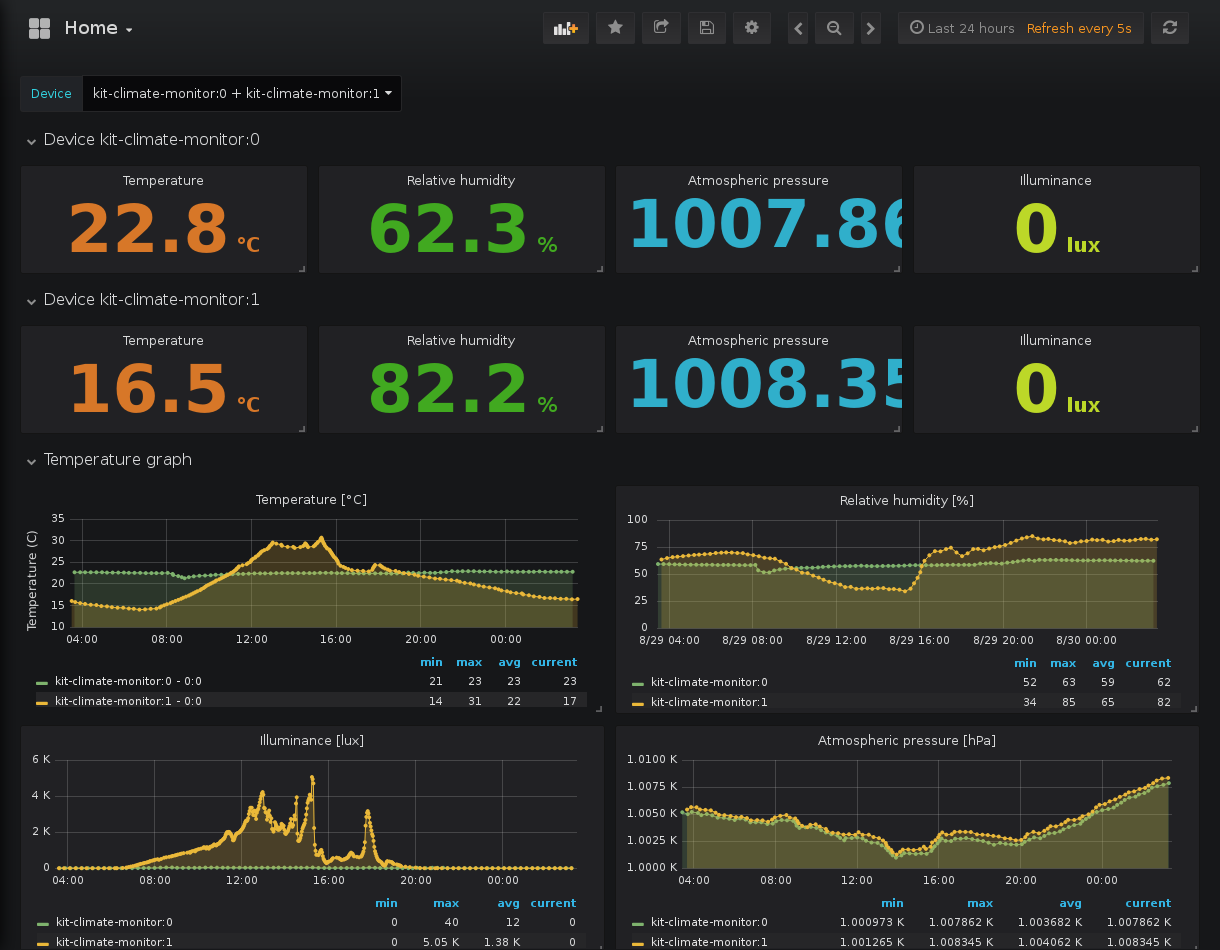 Home
Last 24 hours Refresh every 5s
Device kit-climate-monitor:0 + kit-climate-monitor:1
Device kit-climate-monitor:0
Temperature
22.8 °C
Relative humidity
62.3 %
Atmospheric pressure
1007.86
Illuminance
0 lux
Device kit-climate-monitor:1
Temperature
16.5 °C
Relative humidity
82.2 %
Atmospheric pressure
1008.35
Illuminance
0 lux
Temperature graph
Temperature [°C]
Temperature (C)
35
30
25
20
15
10
04:00 08:00 12:00 16:00 20:00 00:00
min max avg current
kit-climate-monitor:0 - 0:0 21 23 23 23
kit-climate-monitor:1 - 0:0 14 31 22 17
Relative humidity [%]
100
75
50
25
0
8/29 04:00 8/29 08:00 8/29 12:00 8/29 16:00 8/29 20:00 8/30 00:00
min max avg current
kit-climate-monitor:0 52 63 59 62
kit-climate-monitor:1 34 85 65 82
Illuminance [lux]
6 K
4 K
2 K
0
04:00 08:00 12:00 16:00 20:00 00:00
min max avg current
kit-climate-monitor:0 0 40 12 0
kit-climate-monitor:1 0 5.05 K 1.38 K 0
Atmospheric pressure [hPa]
1.0100 K
1.0075 K
1.0050 K
1.0025 K
1.0000 K
04:00 08:00 12:00 16:00 20:00 00:00
min max avg current
kit-climate-monitor:0 1.000973 K 1.007862 K 1.003682 K 1.007862 K
kit-climate-monitor:1 1.001265 K 1.008345 K 1.004062 K 1.008345 K